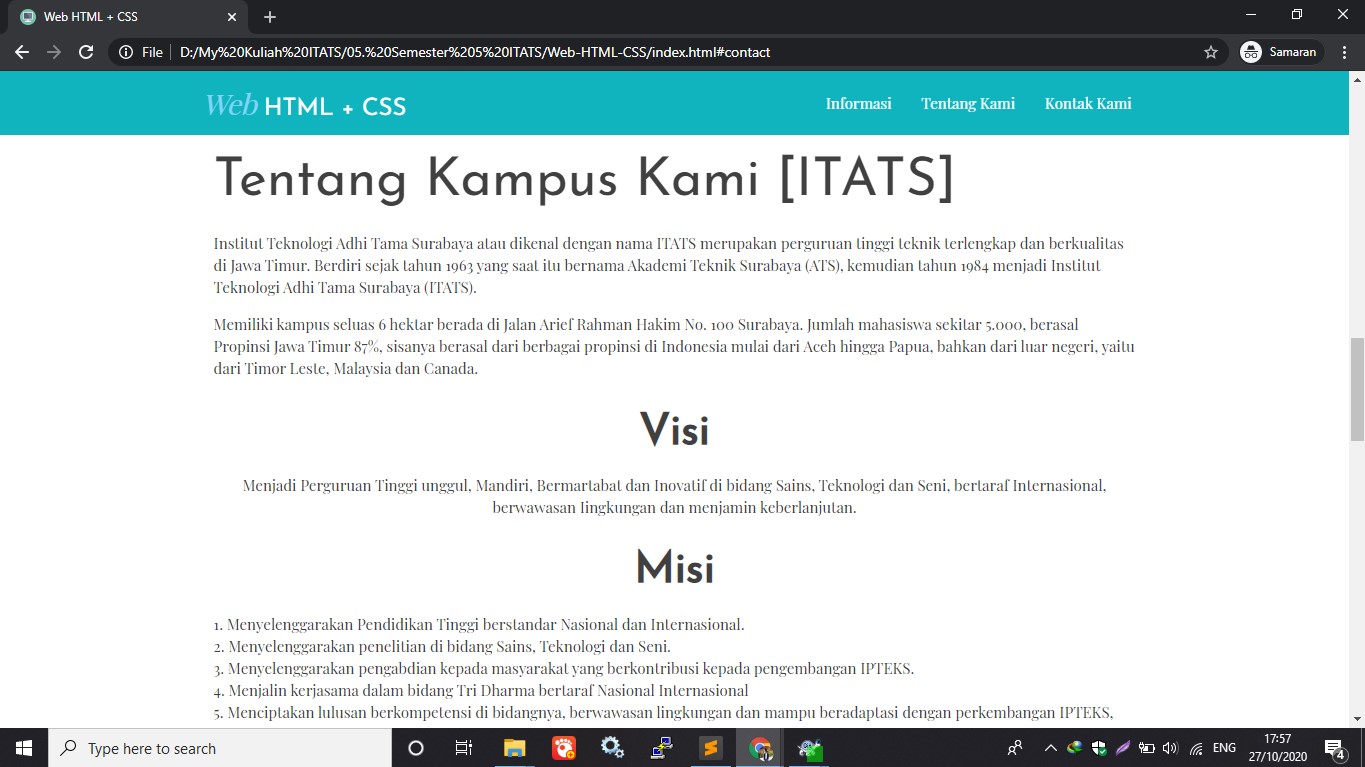 Web HTML + CSS
File
D:/My%20Kuliah%20ITATS/05.%20Semester%205%20ITATS/Web-HTML-CSS/index.html#contact
Samaran
Web HTML + CSS
Informasi
Tentang Kami
Kontak Kami
Tentang Kampus Kami [ITATS]
Institut Teknologi Adhi Tama Surabaya atau dikenal dengan nama ITATS merupakan perguruan tinggi teknik terlengkap dan berkualitas
di Jawa Timur. Berdiri sejak tahun 1963 yang saat itu bernama Akademi Teknik Surabaya (ATS), kemudian tahun 1984 menjadi Institut
Teknologi Adhi Tama Surabaya (ITATS).
Memiliki kampus seluas 6 hektar berada di Jalan Arief Rahman Hakim No. 100 Surabaya. Jumlah mahasiswa sekitar 5.000, berasal
Propinsi Jawa Timur 87%, sisanya berasal dari berbagai propinsi di Indonesia mulai dari Aceh hingga Papua, bahkan dari luar negeri, yaitu
dari Timor Leste, Malaysia dan Canada.
Visi
Menjadi Perguruan Tinggi unggul, Mandiri, Bermartabat dan Inovatif di bidang Sains, Teknologi dan Seni, bertaraf Internasional,
berwawasan Iingkungan dan menjamin keberlanjutan.
Misi
1. Menyelenggarakan Pendidikan Tinggi berstandar Nasional dan Internasional.
2. Menyelenggarakan penelitian di bidang Sains, Teknologi dan Seni.
3. Menyelenggarakan pengabdian kepada masyarakat yang berkontribusi kepada pengembangan IPTEKS.
4. Menjalin kerjasama dalam bidang Tri Dharma bertaraf Nasional Internasional
5. Menciptakan lulusan berkompetensi di bidangnya, berwawasan lingkungan dan mampu beradaptasi dengan perkembangan IPTEKS,
Type here to search
ENG
17:57
27/10/2020
4